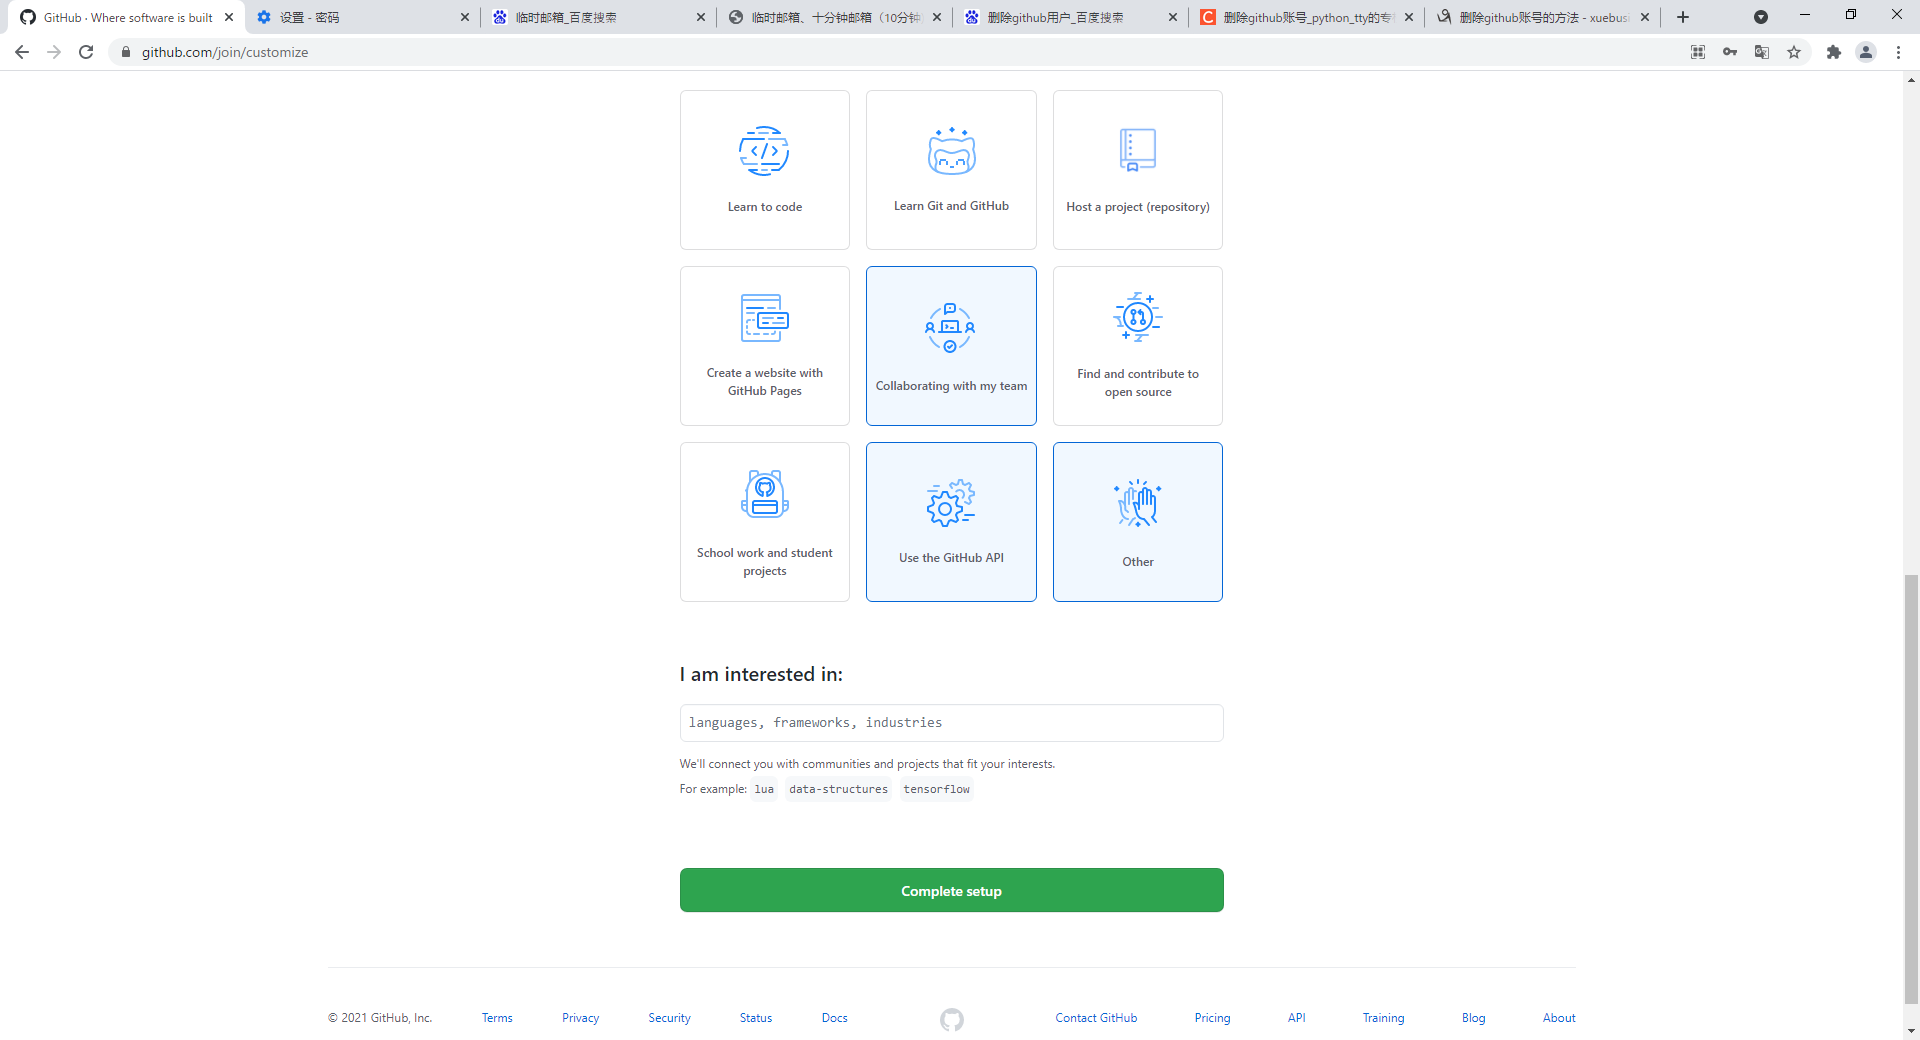 GitHub · Where software is built
设置 - 密码
临时邮箱_百度搜索
临时邮箱、十分钟邮箱（10分钟
删除github用户_百度搜索
删除github账号_python_tty的专
删除github账号的方法 - xuebusi
github.com/join/customize
Learn to code
Learn Git and GitHub
Host a project (repository)
Create a website with
GitHub Pages
Collaborating with my team
Find and contribute to
open source
School work and student
projects
Use the GitHub API
Other
I am interested in:
languages, frameworks, industries
We'll connect you with communities and projects that fit your interests.
For example: lua data-structures tensorflow
Complete setup
© 2021 GitHub, Inc. Terms Privacy Security Status Docs Contact GitHub Pricing API Training Blog About